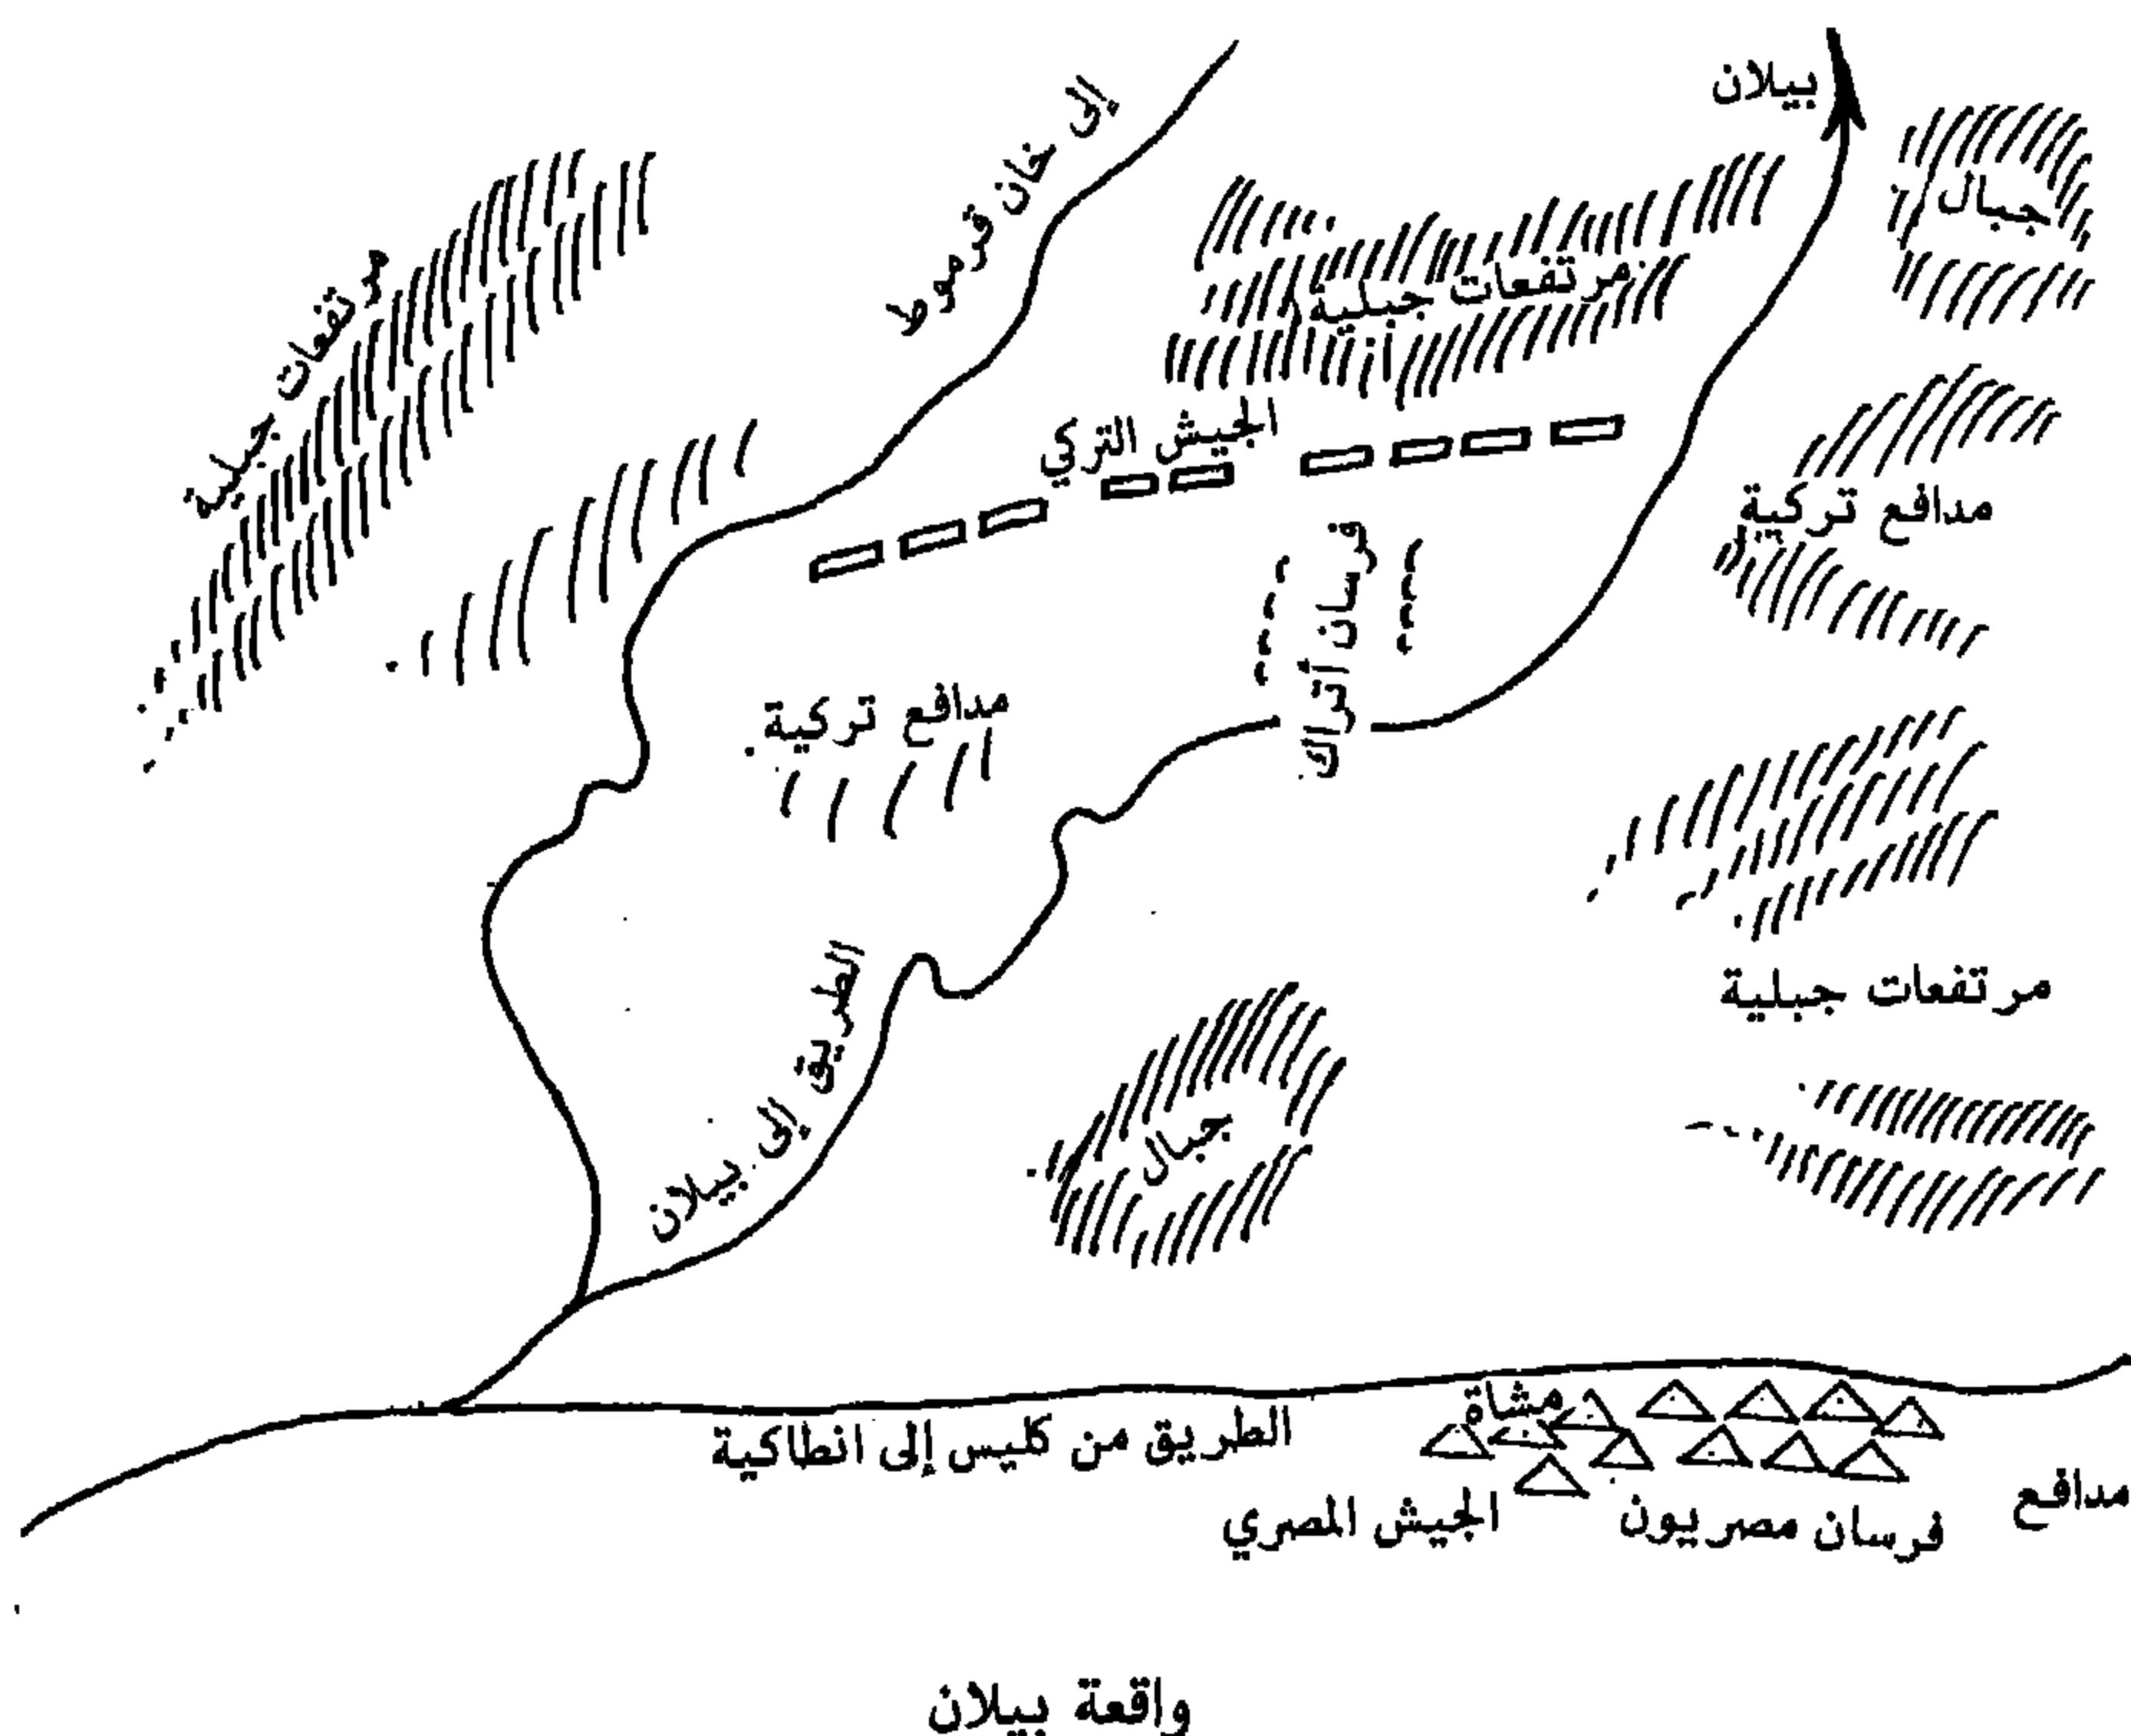 بيلان
إلى خان قرموط
جبال
مرتفعات جبلية
مرتفعات جبلية
الجيش التركي
مدافع تركية
فرسان أتراك
مدافع تركية
مرتفعات جبلية
الطريق إلى بيلان
جبال
مشاة
الطريق من كليس إلى انطاكية
مدافع
فرسان مصريون
الجيش المصري
واقعة بيلان